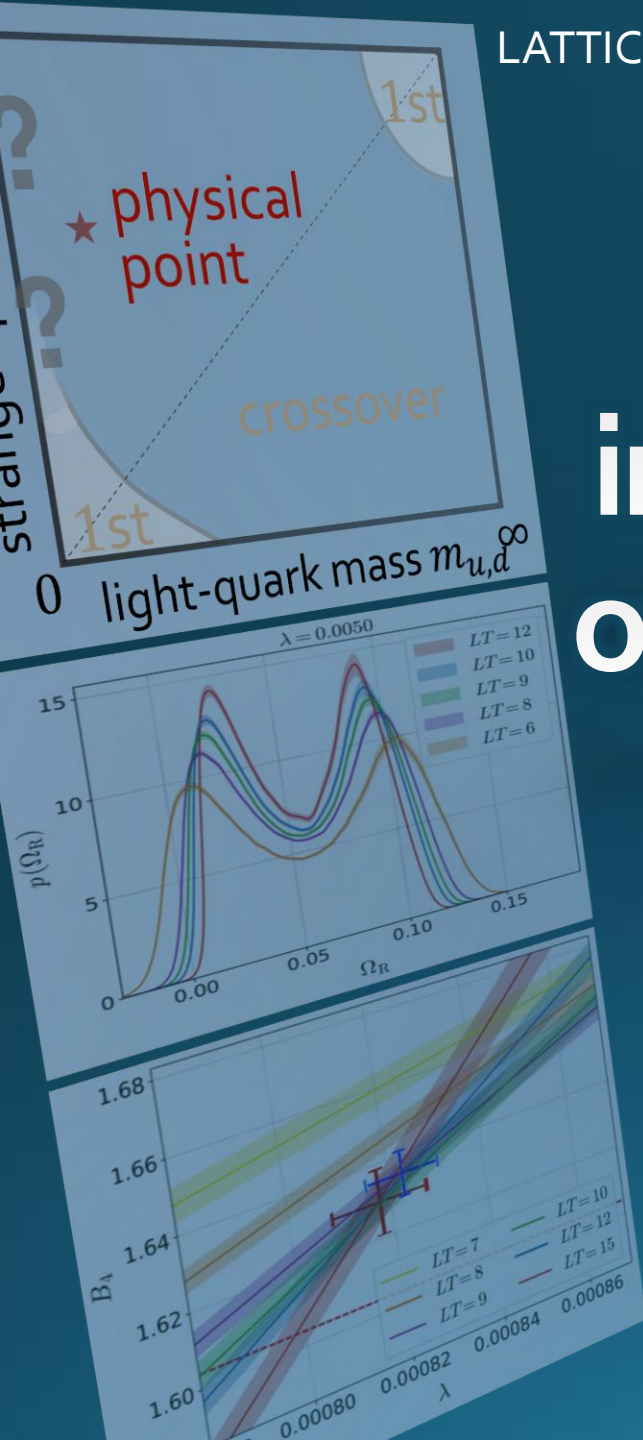 LATTIC
?
?
1st
physical
point
crossover
1st
0
light-quark mass m_{u,d}
∞
in
o
λ = 0.0050
LT = 12
LT = 10
LT = 9
LT = 8
LT = 6
15
10
5
0
p(Ω_R)
0.00
0.05
0.10
0.15
Ω_R
1.68
1.66
1.64
1.62
1.60
B₄
LT = 7
LT = 8
LT = 9
LT = 10
LT = 12
LT = 15
0.00080
0.00082
0.00084
0.00086
λ